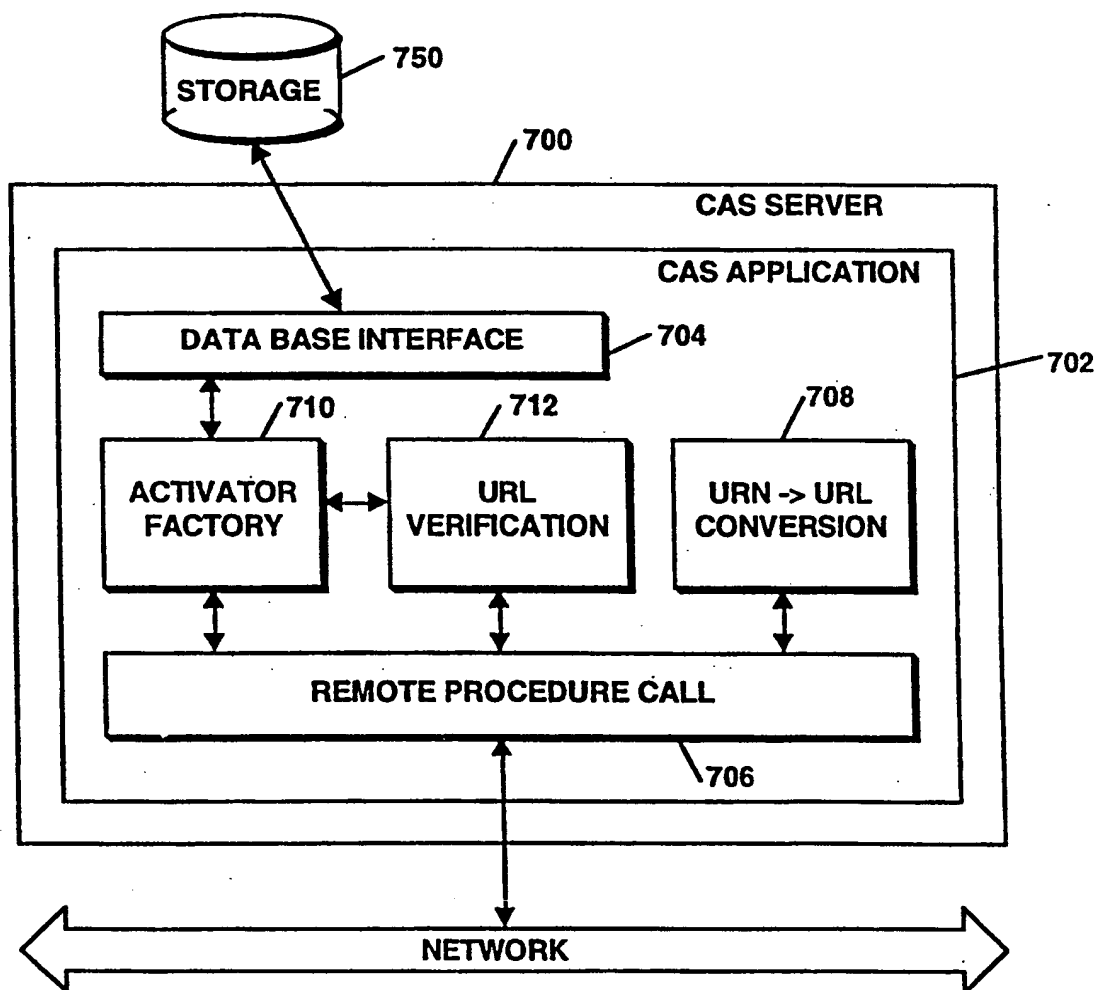 STORAGE
750
700
CAS SERVER
CAS APPLICATION
DATA BASE INTERFACE
704
702
710
712
708
ACTIVATOR
FACTORY
URL
VERIFICATION
URN -> URL
CONVERSION
REMOTE PROCEDURE CALL
706
NETWORK